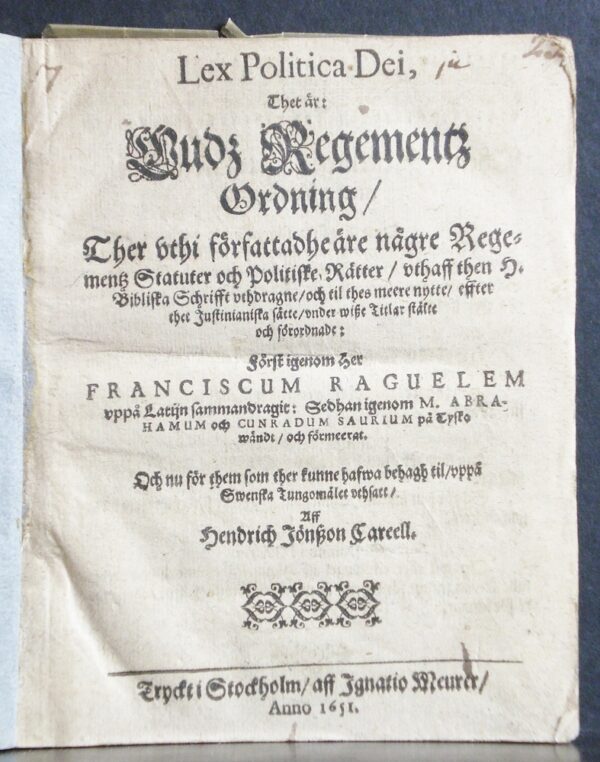 Lex Politica Dei,
Thet är:
Gudz Regementz
Ordning/
Ther vthi författadhe äre någre Rege-
mentz Statuter och Politiske Rätter/ vthaff then H.
Bibliska Schrifft vthdragne/ och til thes meere nytte/ effter
thet Justinianiska sätte/ vnder wiße Titlar stälte
och förordnade:
Först igenom Her
FRANCISCUM RAGUELEM
vppå Latijn sammandragit: Sedhan igenom M. ABRA-
HAMUM och CUNRADUM SAURIUM på Tysko
wändt/ och förmeerat.
Och nu för them som ther kunne hafwa behagh til/ vppå
Swenska Tungomålet vthsatt/
Aff
Hendrich Jönßon Careell.
Tryckt i Stockholm/ aff Ignatio Meurer/
Anno 1651.